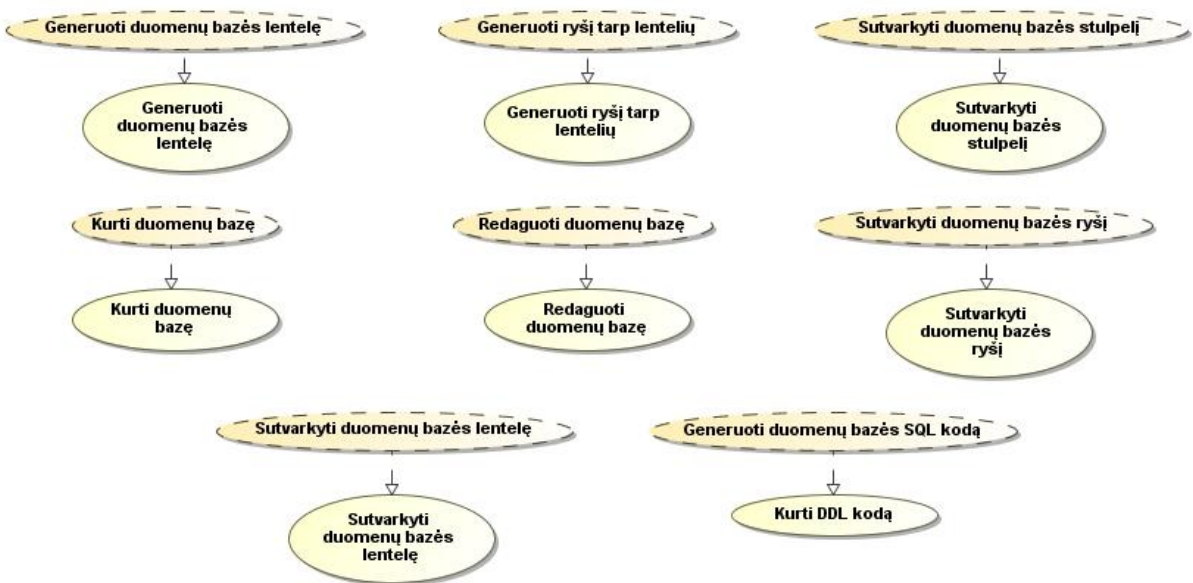 Generuoti duomenų bazės lentelę
Generuoti ryšį tarp lentelių
Sutvarkyti duomenų bazės stulpelį
Generuoti
duomenų bazės
lentelę
Generuoti ryšį tarp
lentelių
Sutvarkyti
duomenų bazės
stulpelį
Kurti duomenų bazę
Redaguoti duomenų bazę
Sutvarkyti duomenų bazės ryšį
Kurti duomenų
bazę
Redaguoti
duomenų bazę
Sutvarkyti
duomenų bazės
ryšį
Sutvarkyti duomenų bazės lentelę
Generuoti duomenų bazės SQL kodą
Sutvarkyti
duomenų bazės
lentelę
Kurti DDL kodą